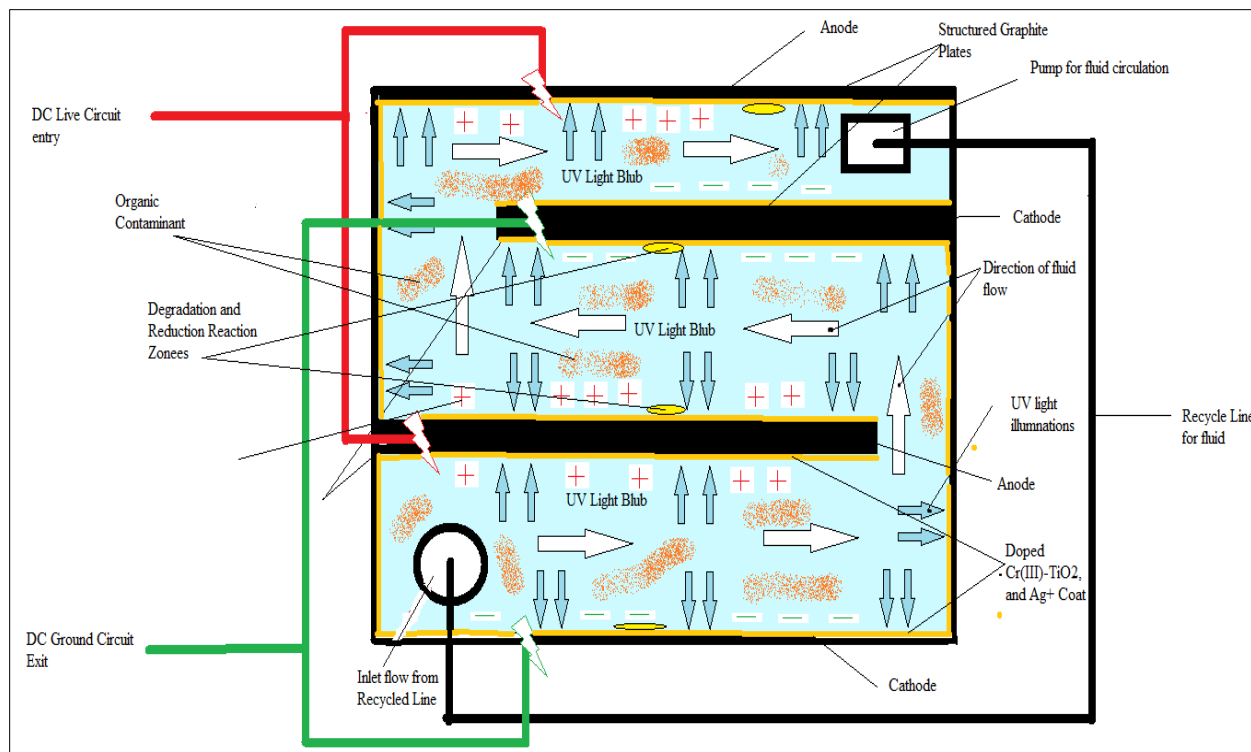 Anode
Structured Graphite
Plates
Pump for fluid circulation
DC Live Circuit
entry
UV Light Blub
Organic
Contaminant
Cathode
Direction of fluid
flow
Degradation and
Reduction Reaction
Zonees
UV Light Blub
UV light
illumnations
Recycle Line
for fluid
Anode
UV Light Blub
Doped
Cr(III)-TiO2,
and Ag+ Coat
DC Ground Circuit
Exit
Inlet flow from
Recycled Line
Cathode